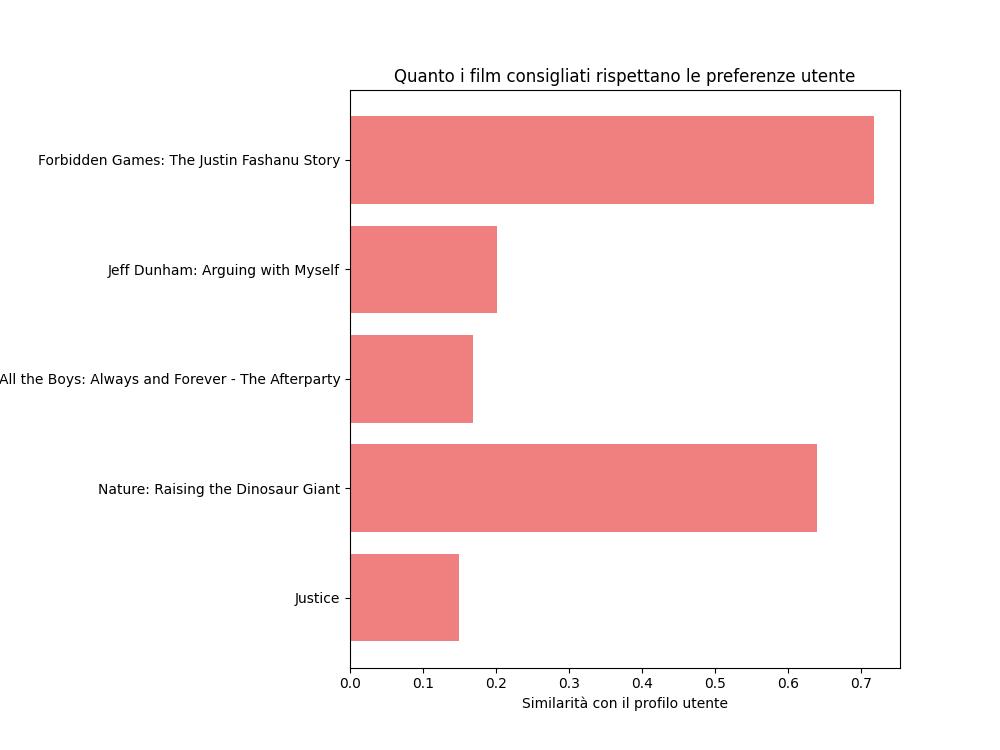 Quanto i film consigliati rispettano le preferenze utente
Forbidden Games: The Justin Fashanu Story
Jeff Dunham: Arguing with Myself
All the Boys: Always and Forever - The Afterparty
Nature: Raising the Dinosaur Giant
Justice
0.0 0.1 0.2 0.3 0.4 0.5 0.6 0.7
Similarità con il profilo utente